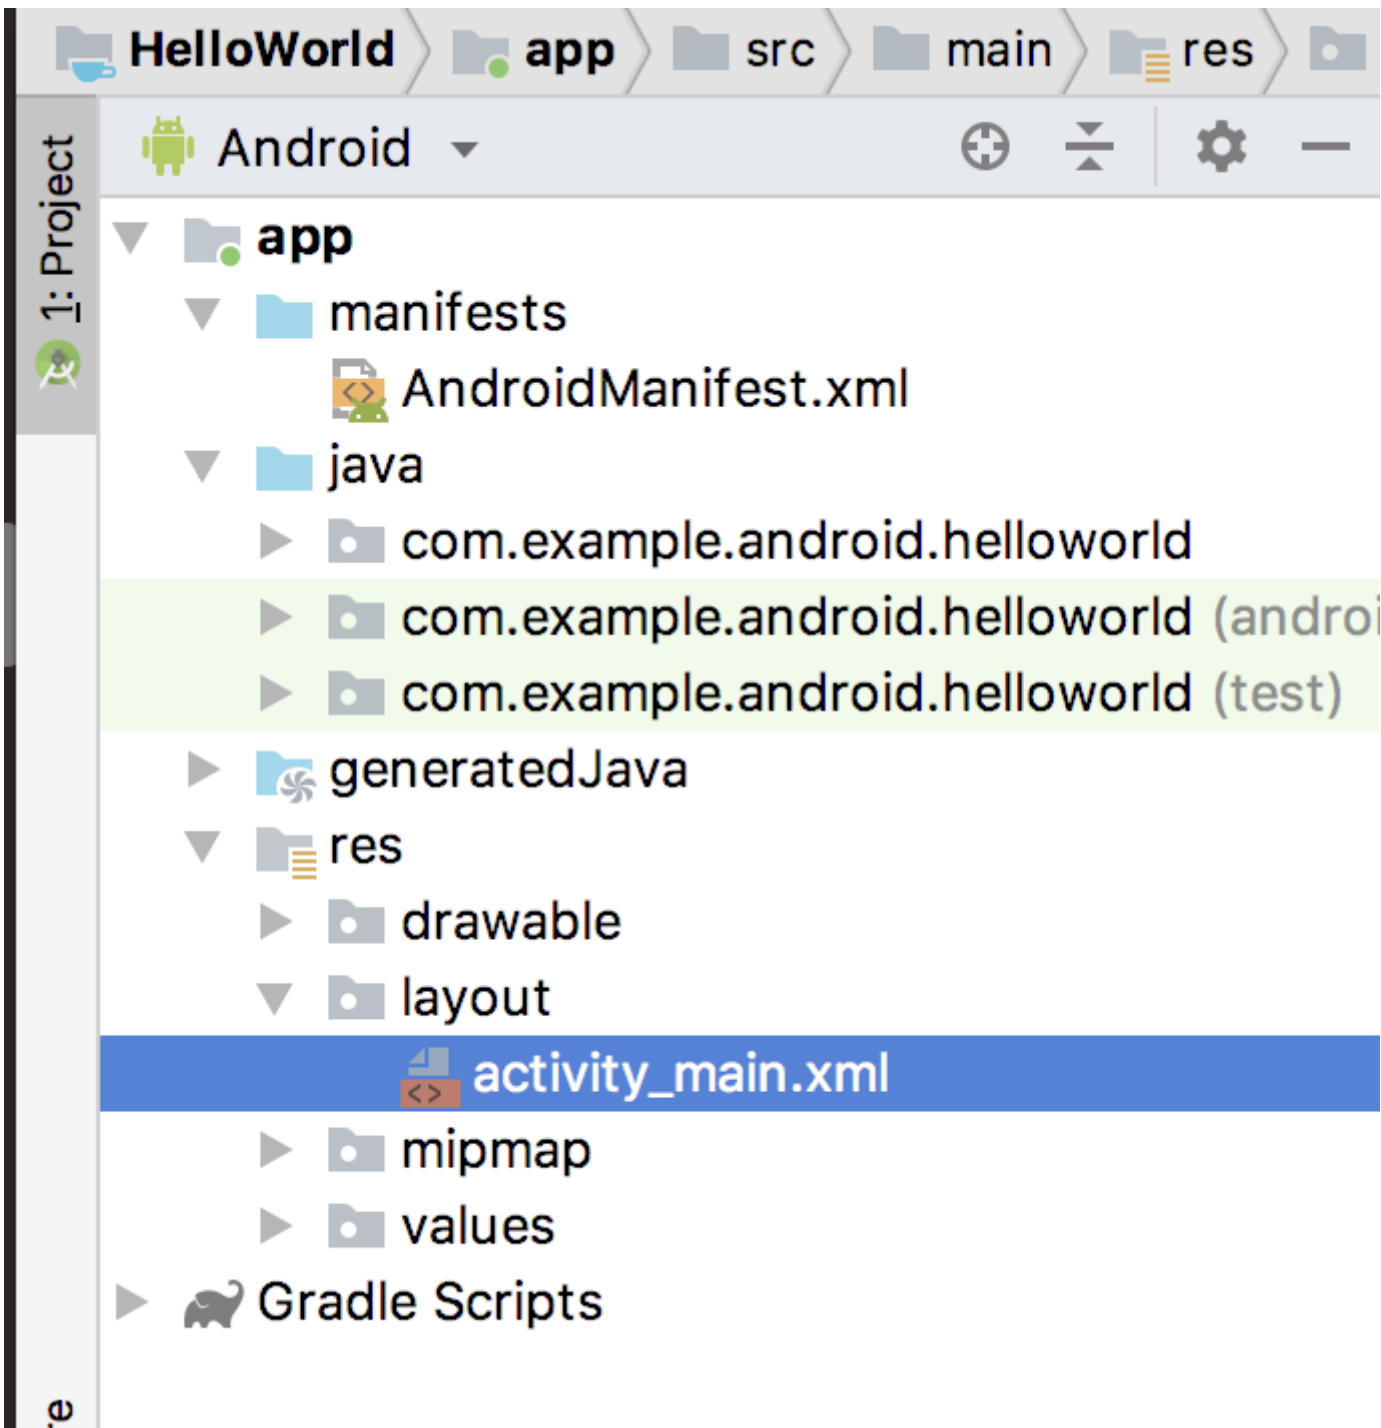 HelloWorld app src main res
Android
1: Project
app
manifests
AndroidManifest.xml
java
com.example.android.helloworld
com.example.android.helloworld
com.example.android.helloworld (test)
generatedJava
res
drawable
layout
activity_main.xml
mipmap
values
Gradle Scripts